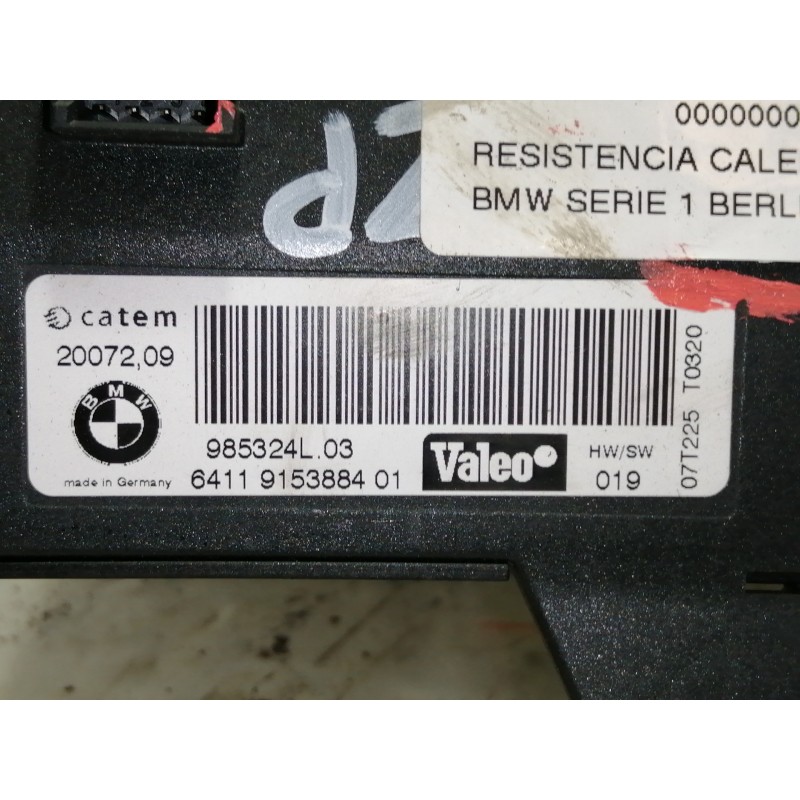 0000000
RESISTENCIA CALE
BMW SERIE 1 BERL
catem
20072,09
BMW
made in Germany
985324L.03
6411 9153884 01
Valeo
HW/SW
019
07T225 T0320